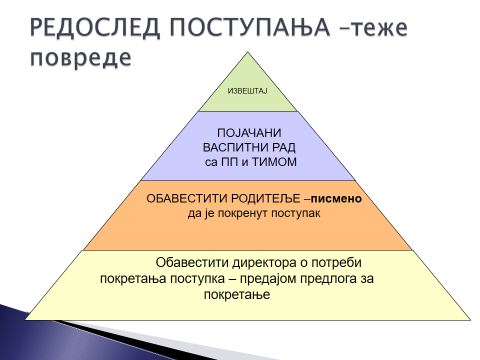 РЕДОСЛЕД ПОСТУПАЊА –теже
повреде
ИЗВЕШТАЈ
ПОЈАЧАНИ
ВАСПИТНИ РАД
са ПП и ТИМОМ
ОБАВЕСТИТИ РОДИТЕЉЕ –писмено
да је покренут поступак
Обавестити директора о потреби
покретања поступка – предајом предлога за
покретање